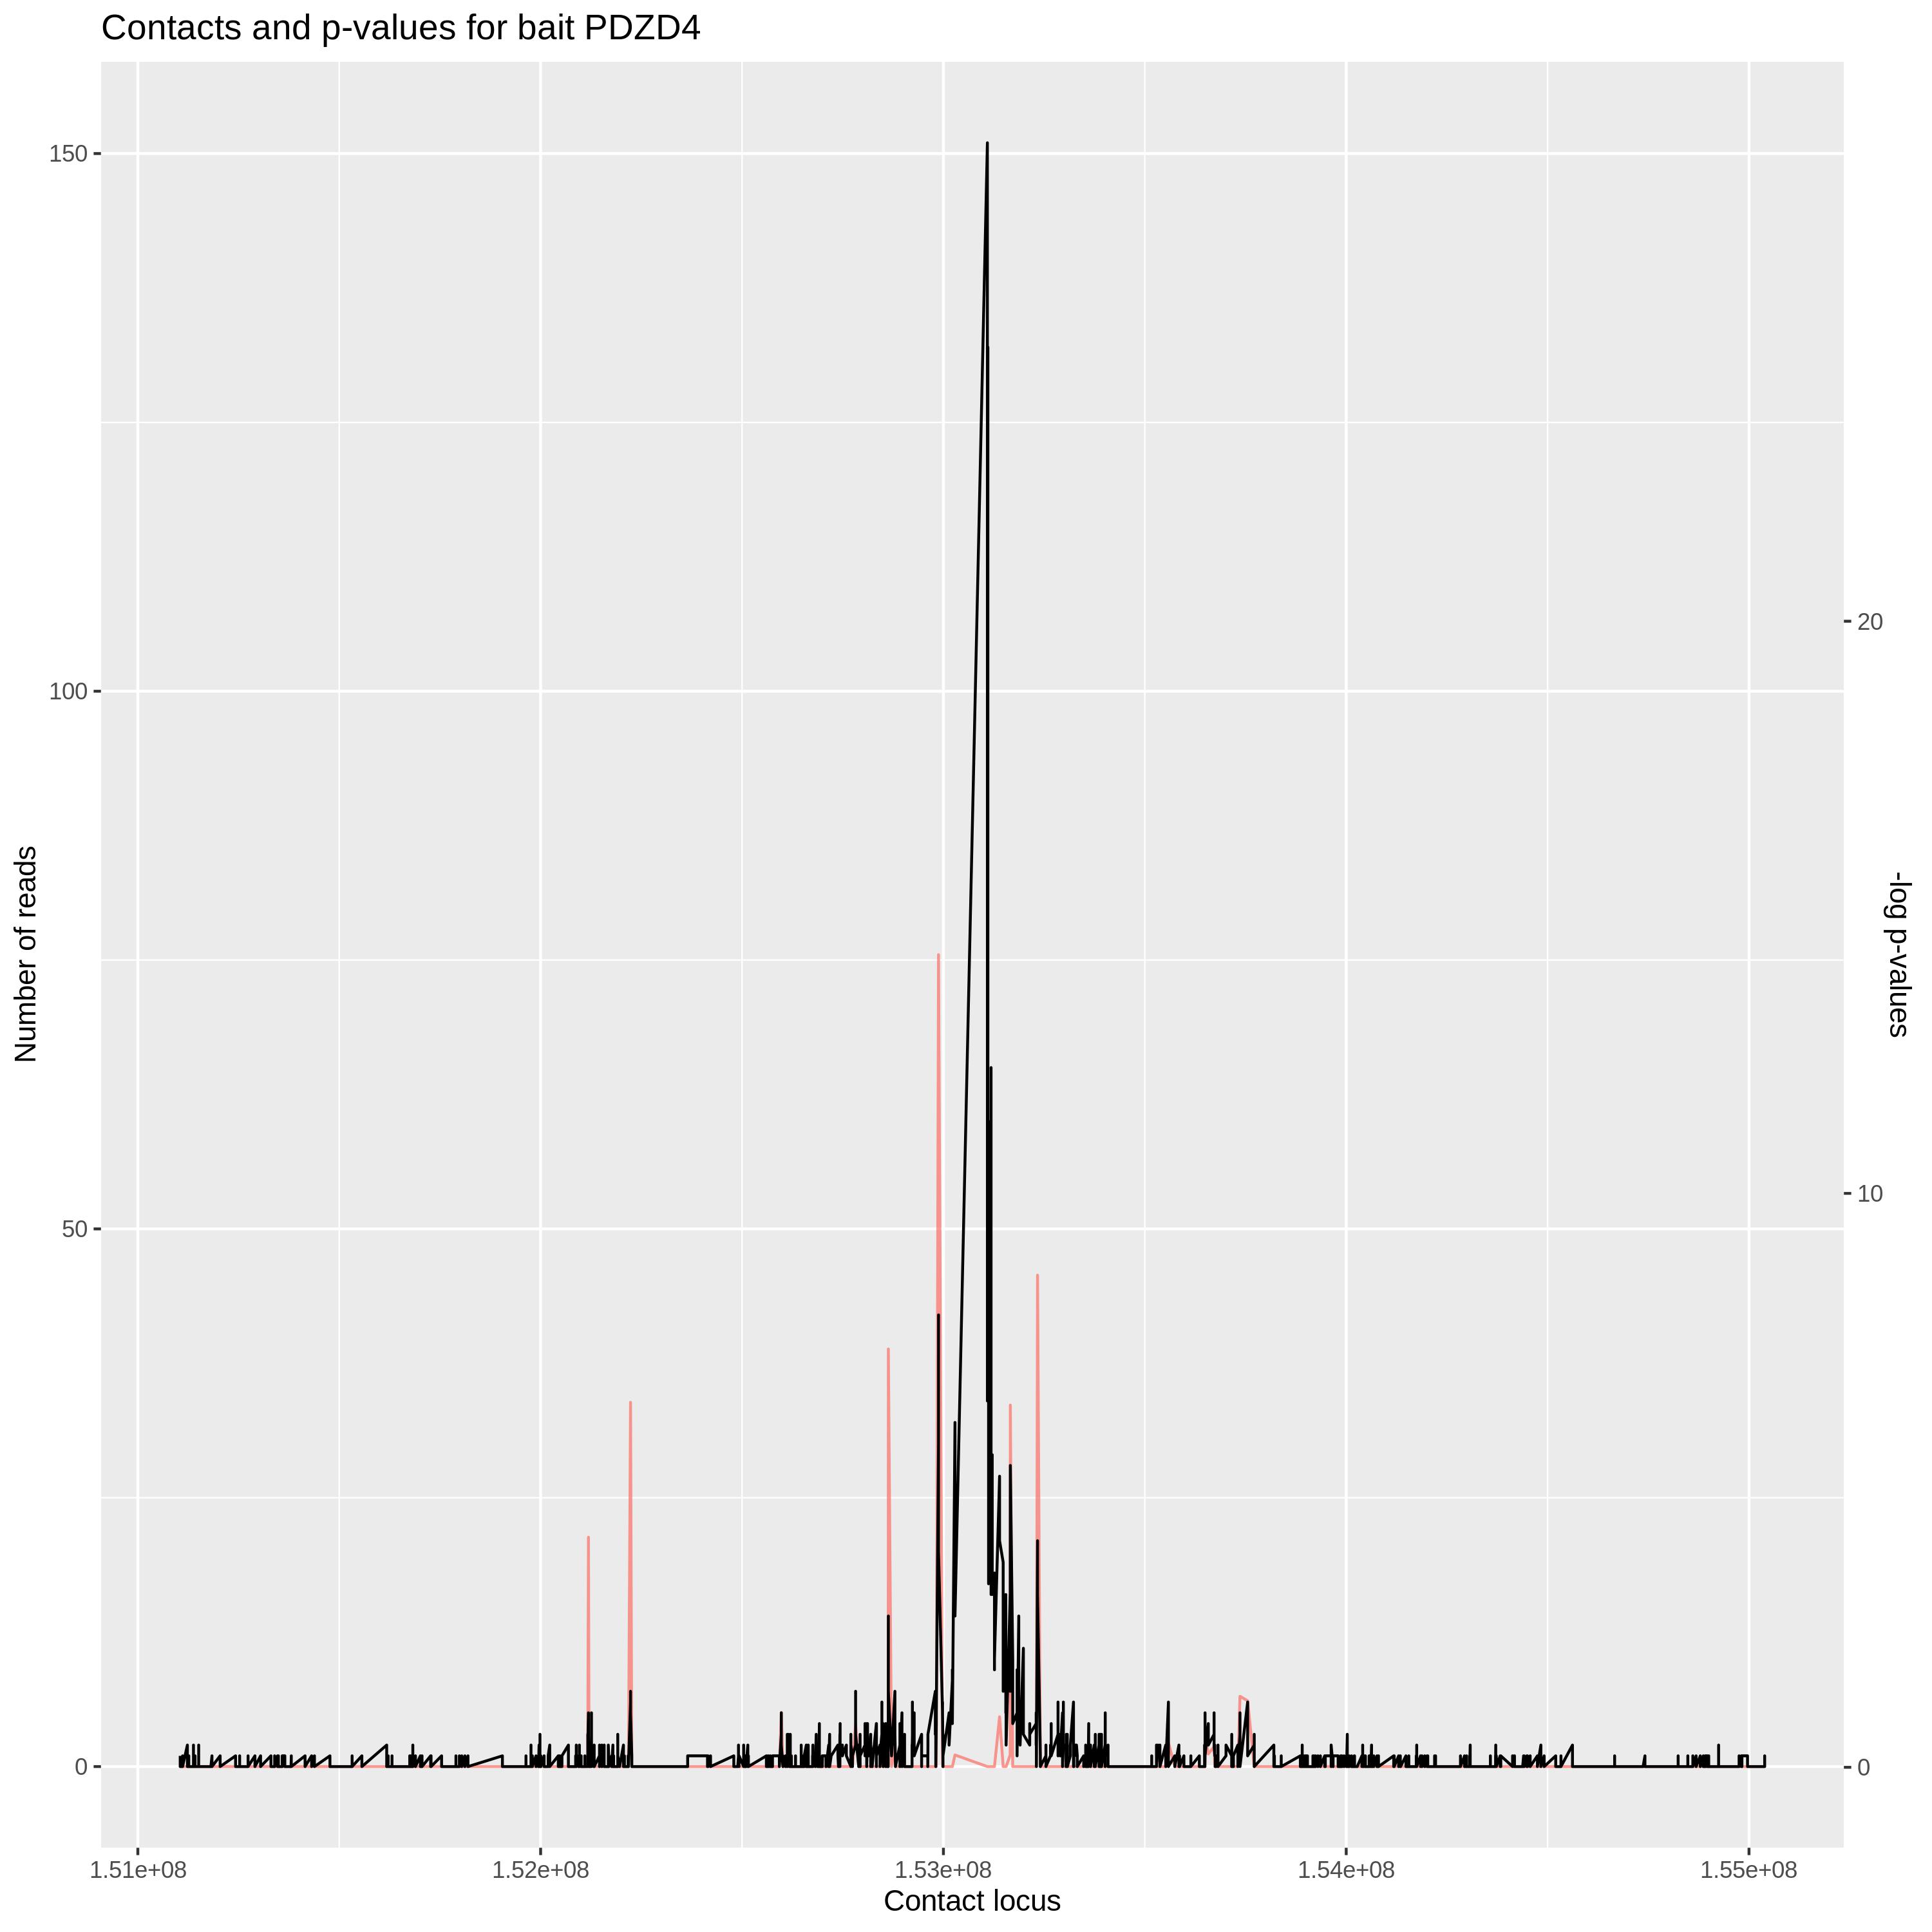 Contacts and p-values for bait PDZD4
150
100
50
0
Number of reads
20
10
0
-log p-values
1.51e+08
1.52e+08
1.53e+08
1.54e+08
1.55e+08
Contact locus